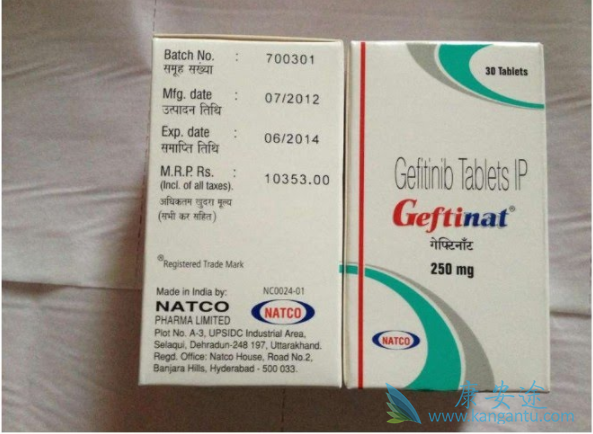 Batch No. : 700301
समूह संख्या
Mfg. date : 07/2012
उत्पादन तिथि
Exp. date : 06/2014
समाप्ति तिथि
M.R.P. Rs. : 10353.00
(Incl. of all taxes).
अधिकतम खुदरा मूल्य
(सभी कर सहित)
®Registered Trade Mark
Made in India by: NC0024-01
NATCO NATCO
PHARMA LIMITED
Plot No. A-3, UPSIDC Industrial Area,
Selaqui, Dehradun-248 197, Uttarakhand.
Regd. Office: Natco House, Road No.2,
Banjara Hills, Hyderabad - 500 033.
30 Tablets
Gefitinib Tablets IP
Geftinat®
गेफ्टिनॉट
250 mg
NATCO
康安途
www.kangantu.com